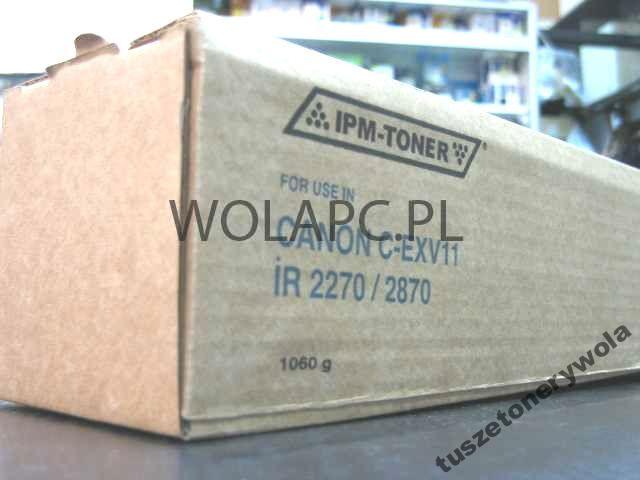 IPM-TONER
FOR USE IN
WOLAPC.PL
CANON C-EXV11
iR 2270 / 2870
1060 g
tuszetonerywola